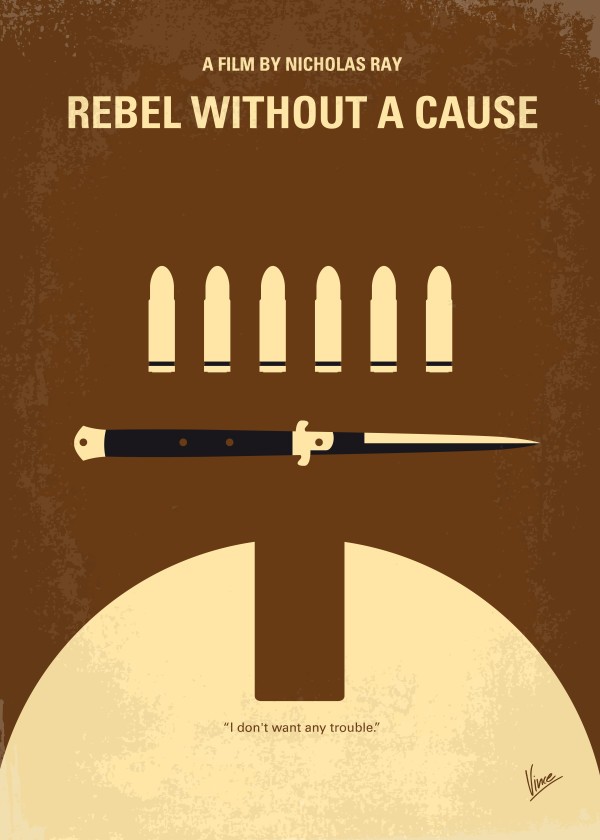 A FILM BY NICHOLAS RAY
REBEL WITHOUT A CAUSE
“I don't want any trouble.”
Vince